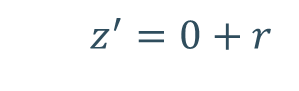 z′ = 0 + r